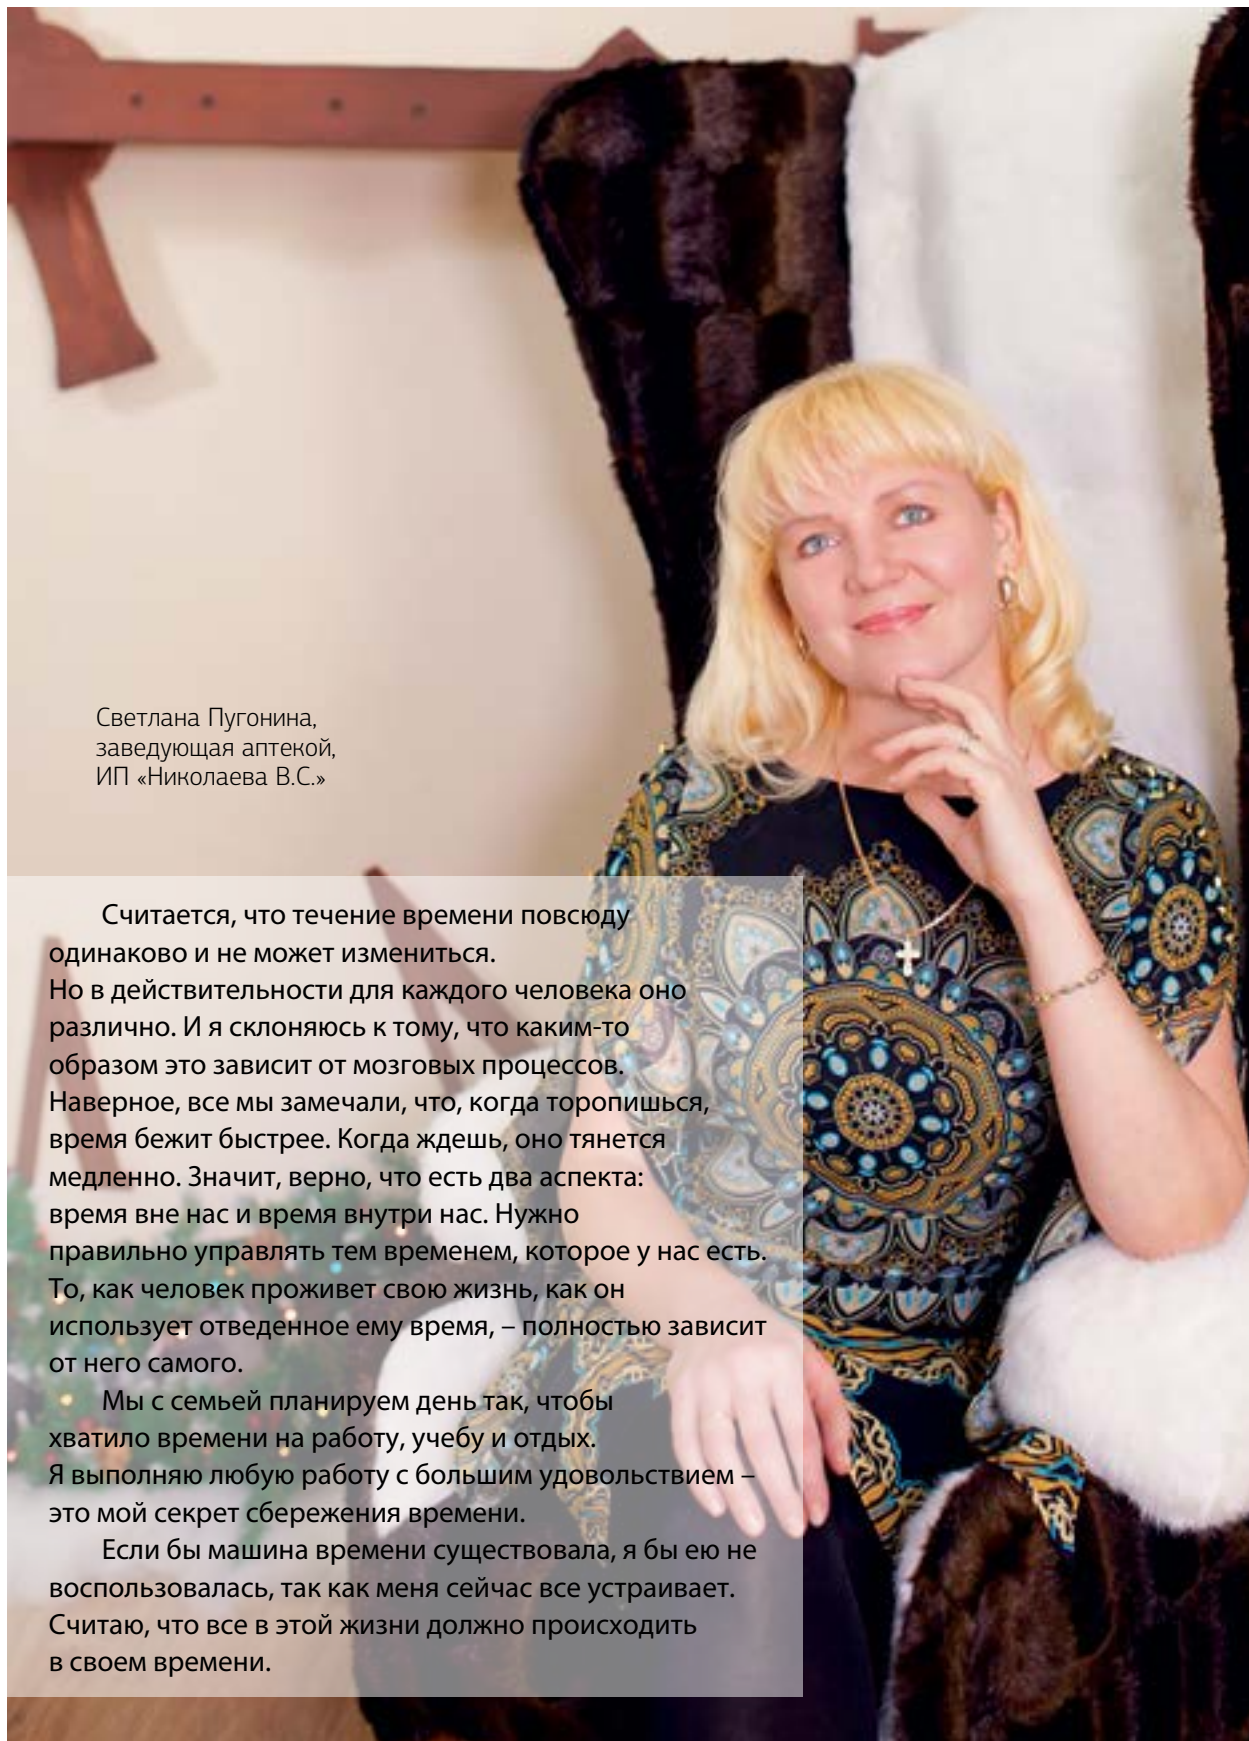 Светлана Пугонина,
заведующая аптекой,
ИП «Николаева В.С.»
Считается, что течение времени повсюду
одинаково и не может измениться.
Но в действительности для каждого человека оно
различно. И я склоняюсь к тому, что каким-то
образом это зависит от мозговых процессов.
Наверное, все мы замечали, что, когда торопишься,
время бежит быстрее. Когда ждешь, оно тянется
медленно. Значит, верно, что есть два аспекта:
время вне нас и время внутри нас. Нужно
правильно управлять тем временем, которое у нас есть.
То, как человек проживет свою жизнь, как он
использует отведенное ему время, – полностью зависит
от него самого.
Мы с семьей планируем день так, чтобы
хватило времени на работу, учебу и отдых.
Я выполняю любую работу с большим удовольствием –
это мой секрет сбережения времени.
Если бы машина времени существовала, я бы ею не
воспользовалась, так как меня сейчас все устраивает.
Считаю, что все в этой жизни должно происходить
в своем времени.